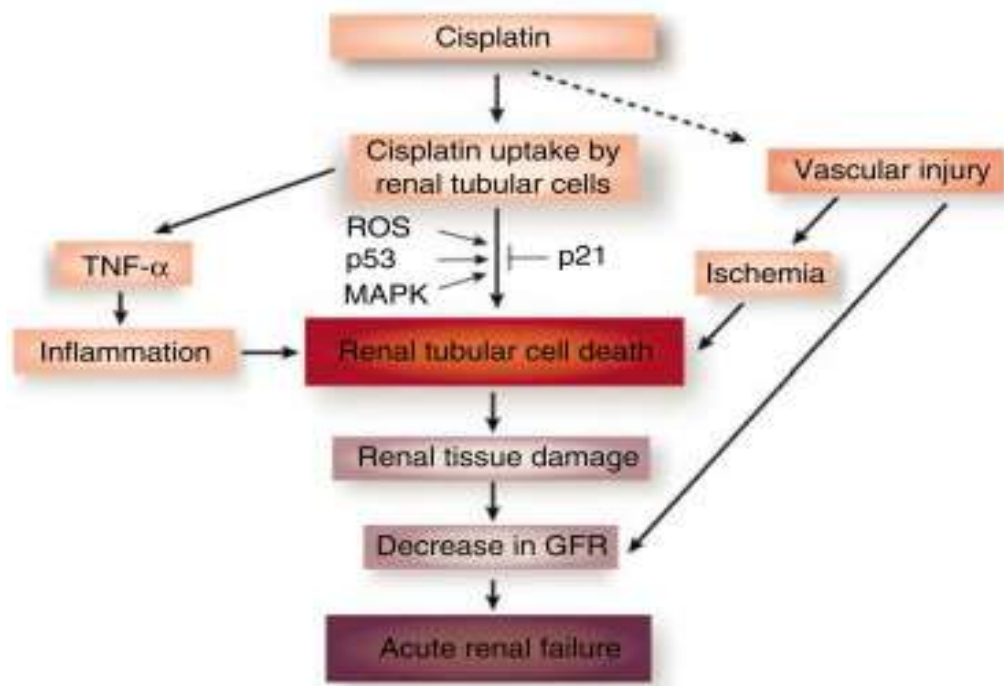 Cisplatin
Cisplatin uptake by
renal tubular cells
Vascular injury
ROS
p53
MAPK
p21
TNF-α
Ischemia
Inflammation
Renal tubular cell death
Renal tissue damage
Decrease in GFR
Acute renal failure